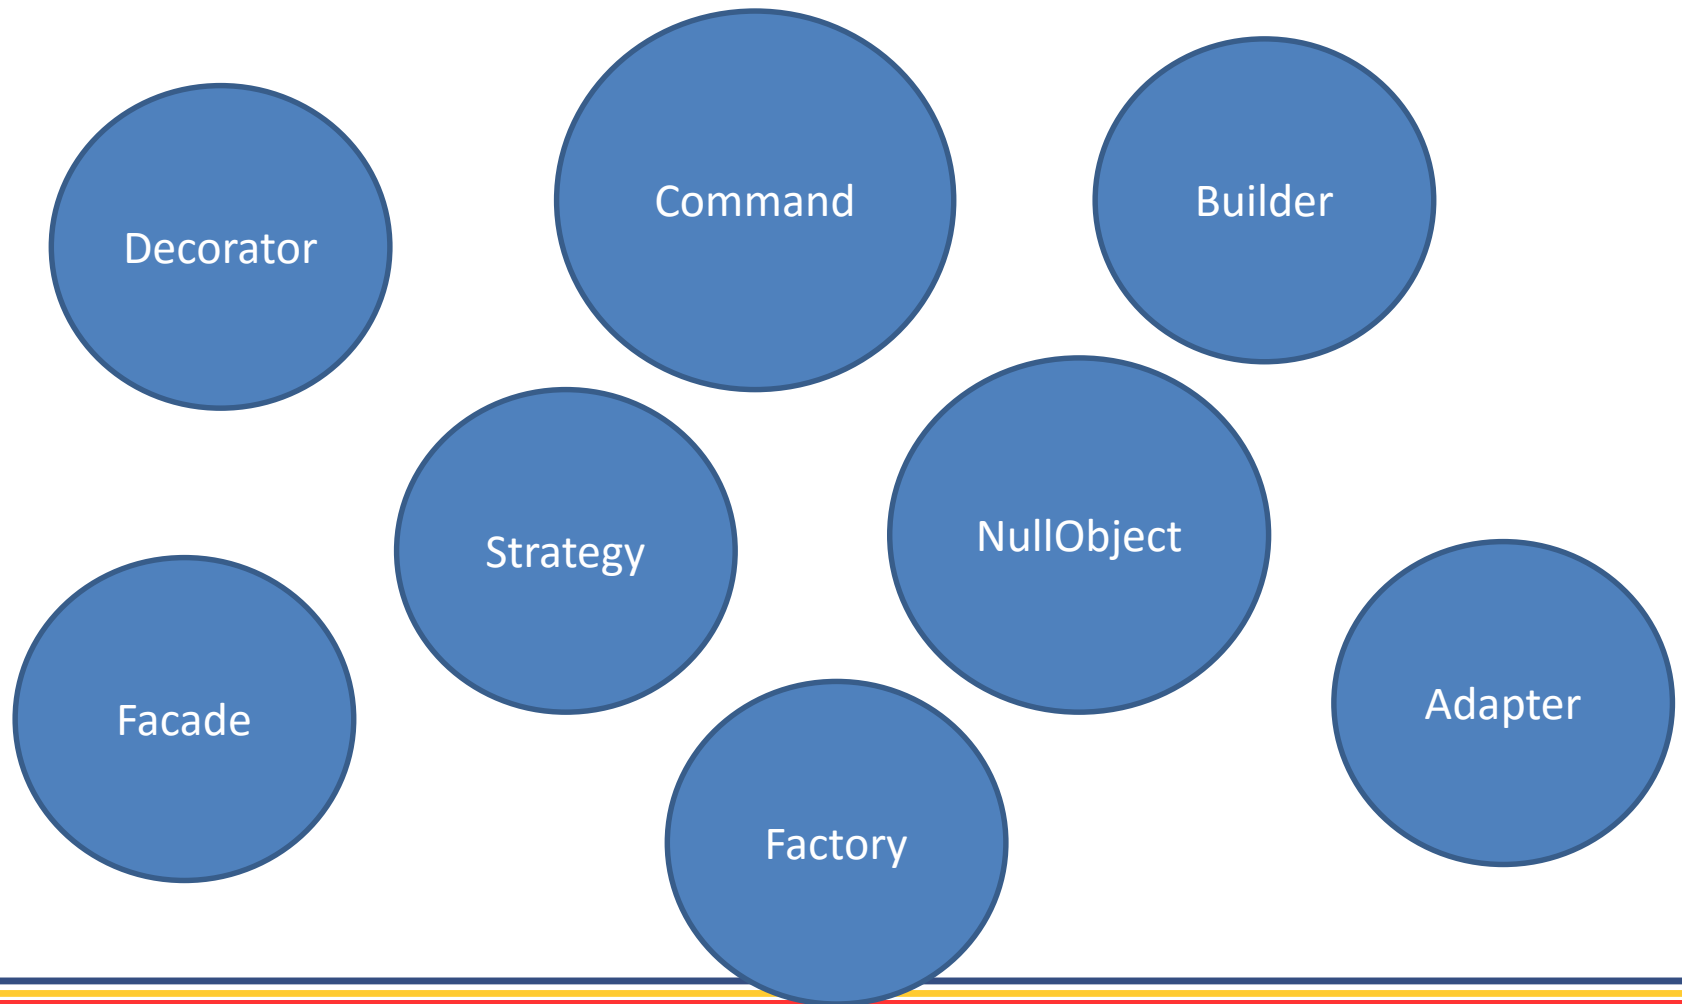 Command
Builder
Decorator
NullObject
Strategy
Adapter
Facade
Factory